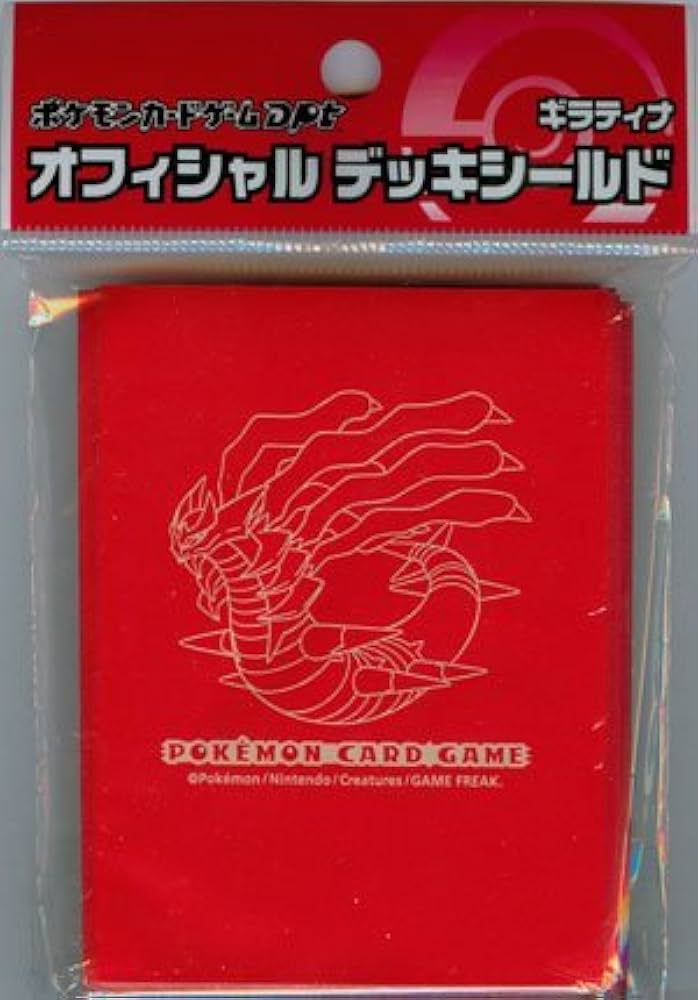 ポケモンカードゲームDPt
ギラティナ
オフィシャル デッキシールド
POKÉMON CARD GAME
©Pokémon/Nintendo/Creatures/GAME FREAK.